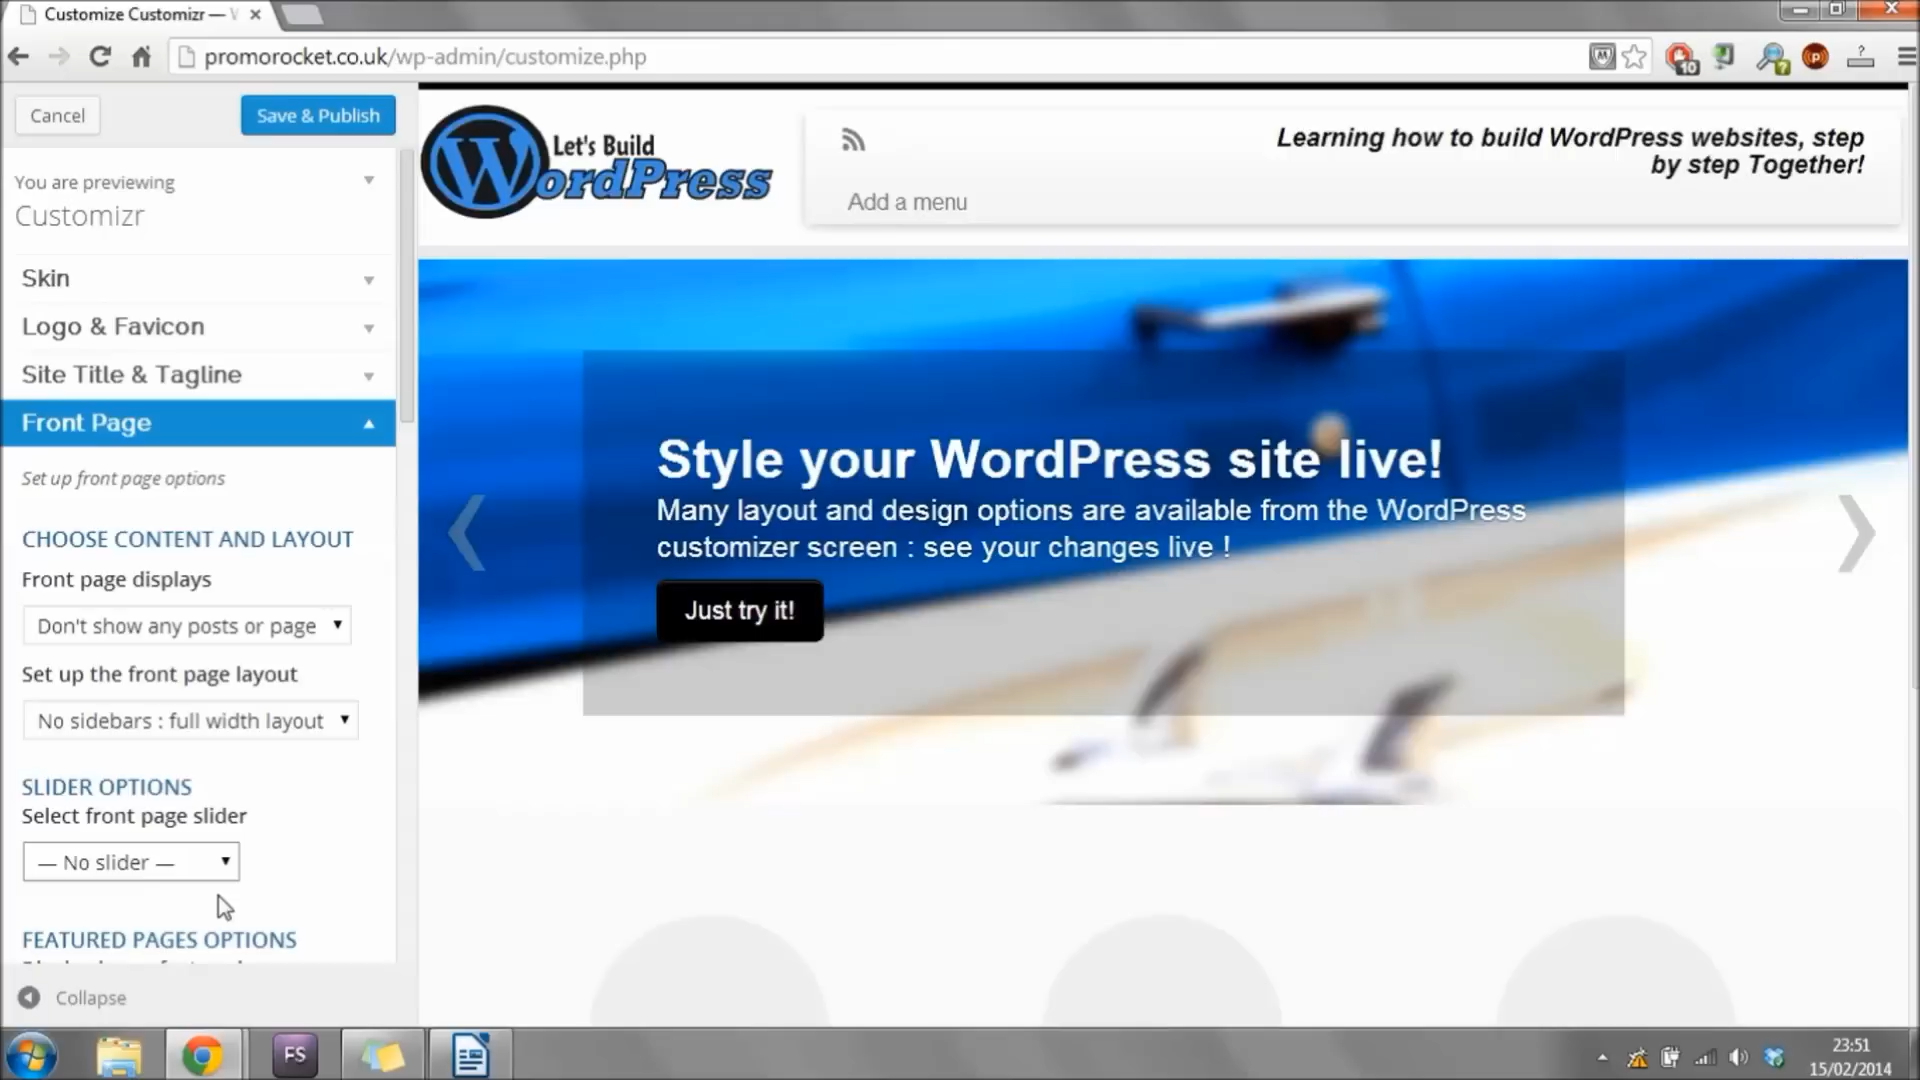 Customize Customizr — W
promorocket.co.uk/wp-admin/customize.php
10
?
Cancel
Save & Publish
You are previewing
Customizr
Skin
Logo & Favicon
Site Title & Tagline
Front Page
Set up front page options
CHOOSE CONTENT AND LAYOUT
Front page displays
Don't show any posts or page
Set up the front page layout
No sidebars : full width layout
SLIDER OPTIONS
Select front page slider
— No slider —
FEATURED PAGES OPTIONS
Collapse
Let's Build
WordPress
Add a menu
Learning how to build WordPress websites, step
by step Together!
Style your WordPress site live!
Many layout and design options are available from the WordPress
customizer screen : see your changes live !
Just try it!
FS
23:51
15/02/2014